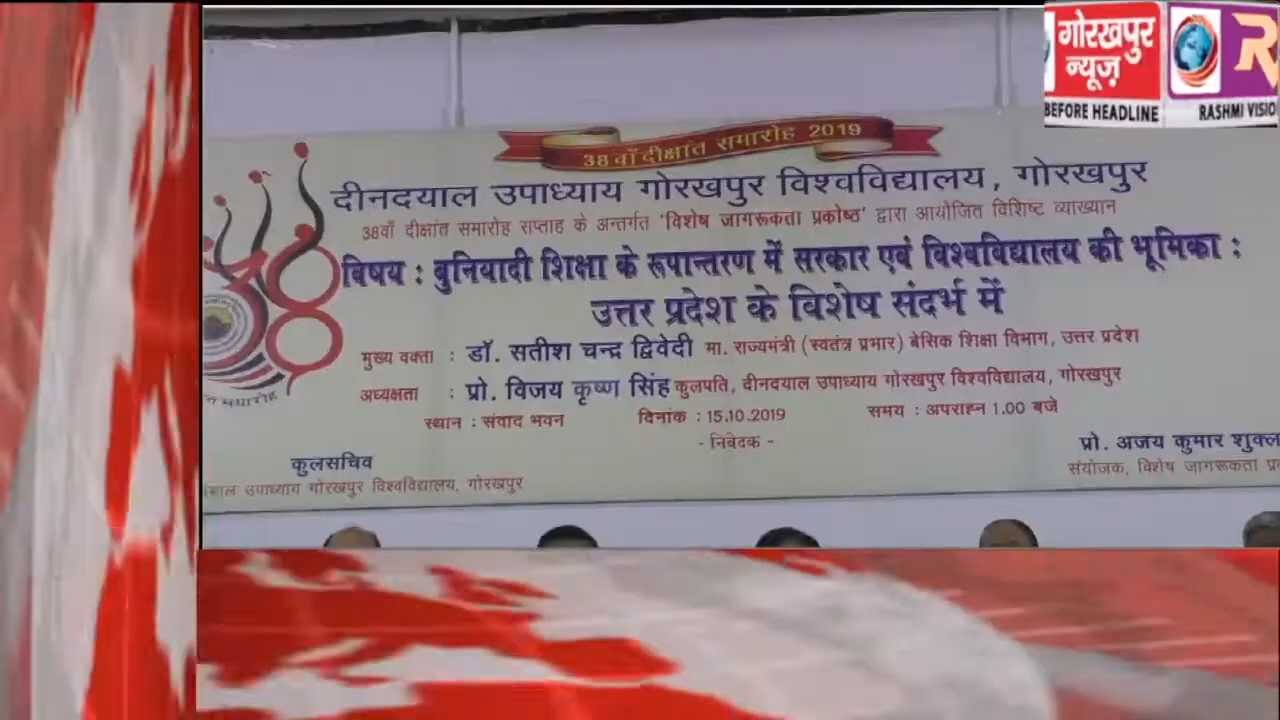 गोरखपुर
न्यूज़
BEFORE HEADLINE
R
RASHMI VISIO
38 वाँ दीक्षांत समारोह 2019
दीनदयाल उपाध्याय गोरखपुर विश्वविद्यालय, गोरखपुर
38वाँ दीक्षांत समारोह सप्ताह के अन्तर्गत 'विशेष जागरूकता प्रकोष्ठ' द्वारा आयोजित विशिष्ट व्याख्यान
विषय : बुनियादी शिक्षा के रूपान्तरण में सरकार एवं विश्वविद्यालय की भूमिका :
उत्तर प्रदेश के विशेष संदर्भ में
मुख्य वक्ता : डॉ. सतीश चन्द्र द्विवेदी मा. राज्यमंत्री (स्वतंत्र प्रभार) बेसिक शिक्षा विभाग, उत्तर प्रदेश
अध्यक्षता : प्रो. विजय कृष्ण सिंह कुलपति, दीनदयाल उपाध्याय गोरखपुर विश्वविद्यालय, गोरखपुर
स्थान : संवाद भवन दिनांक : 15.10.2019 समय : अपराह्न 1.00 बजे
- निवेदक -
समारोह
कुलसचिव
उपाध्याय गोरखपुर विश्वविद्यालय, गोरखपुर
प्रो. अजय कुमार शुक्ल
संयोजक, विशेष जागरूकता